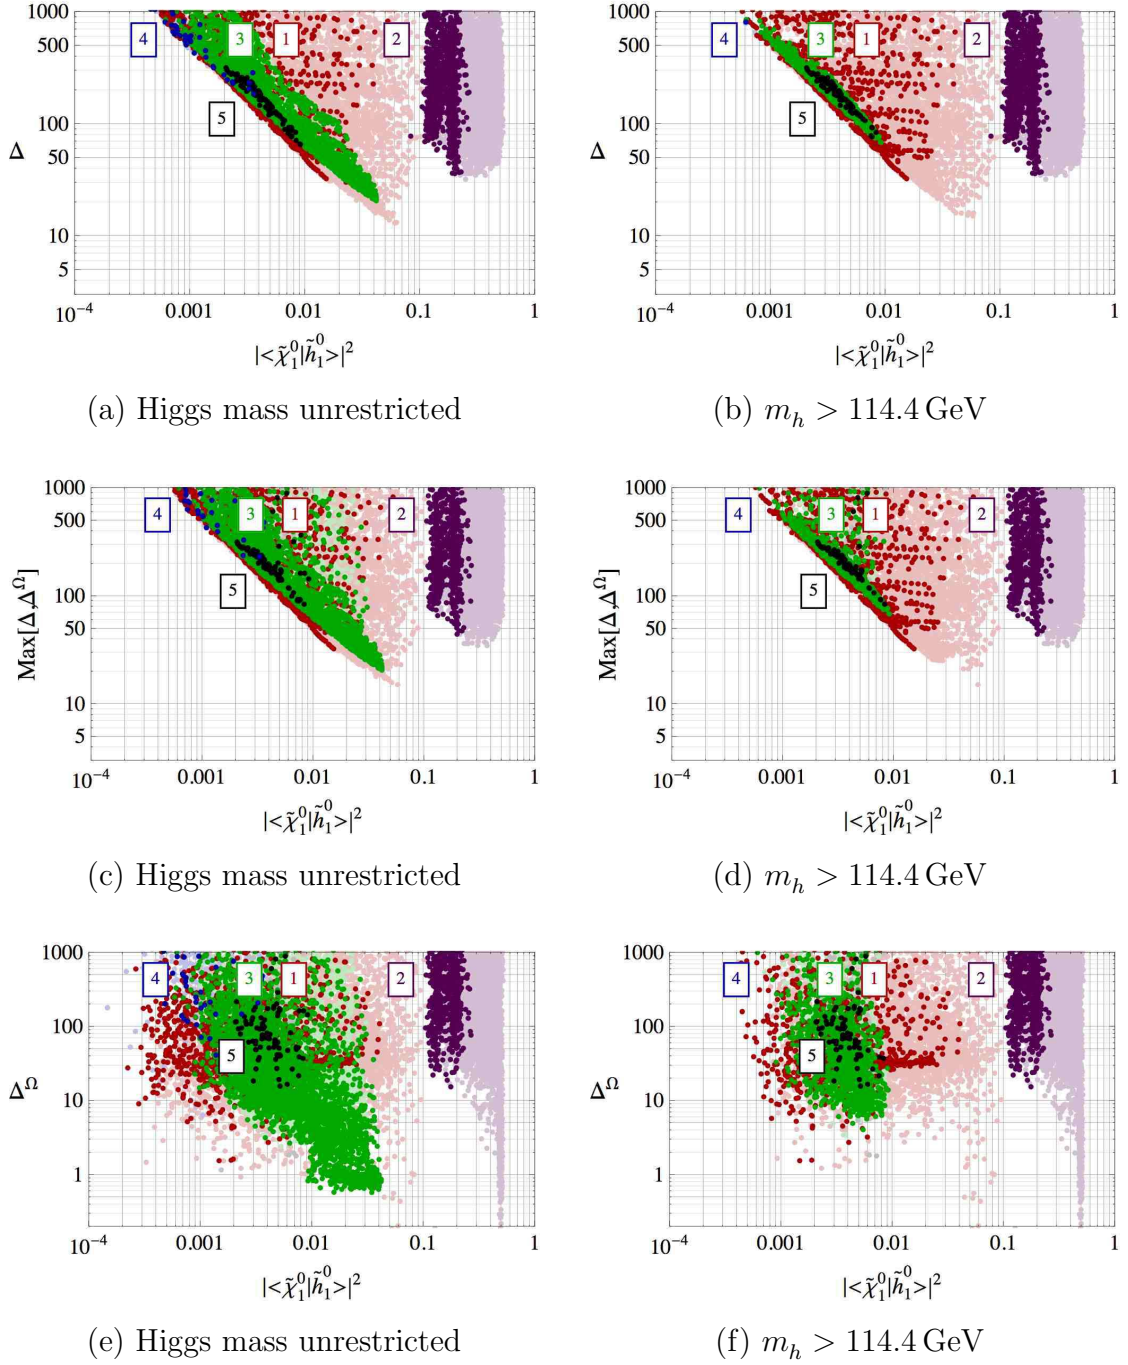 1000 4 3 1 2 1000 4 3 1 2
500 500
5 5
100 100
Δ 50 Δ 50
10 10
5 5
10⁻⁴ 0.001 0.01 0.1 1 10⁻⁴ 0.001 0.01 0.1 1
|<χ̃₁⁰|h̃₁⁰>|² |<χ̃₁⁰|h̃₁⁰>|²
(a) Higgs mass unrestricted (b) m_h > 114.4 GeV
1000 4 3 1 2 1000 4 3 1 2
500 500
5 5
Max[Δ,Δ^Ω] 100 Max[Δ,Δ^Ω] 100
50 50
10 10
5 5
10⁻⁴ 0.001 0.01 0.1 1 10⁻⁴ 0.001 0.01 0.1 1
|<χ̃₁⁰|h̃₁⁰>|² |<χ̃₁⁰|h̃₁⁰>|²
(c) Higgs mass unrestricted (d) m_h > 114.4 GeV
1000 4 3 1 2 1000 4 3 1 2
100 100
5 5
Δ^Ω 10 Δ^Ω 10
1 1
10⁻⁴ 0.001 0.01 0.1 1 10⁻⁴ 0.001 0.01 0.1 1
|<χ̃₁⁰|h̃₁⁰>|² |<χ̃₁⁰|h̃₁⁰>|²
(e) Higgs mass unrestricted (f) m_h > 114.4 GeV